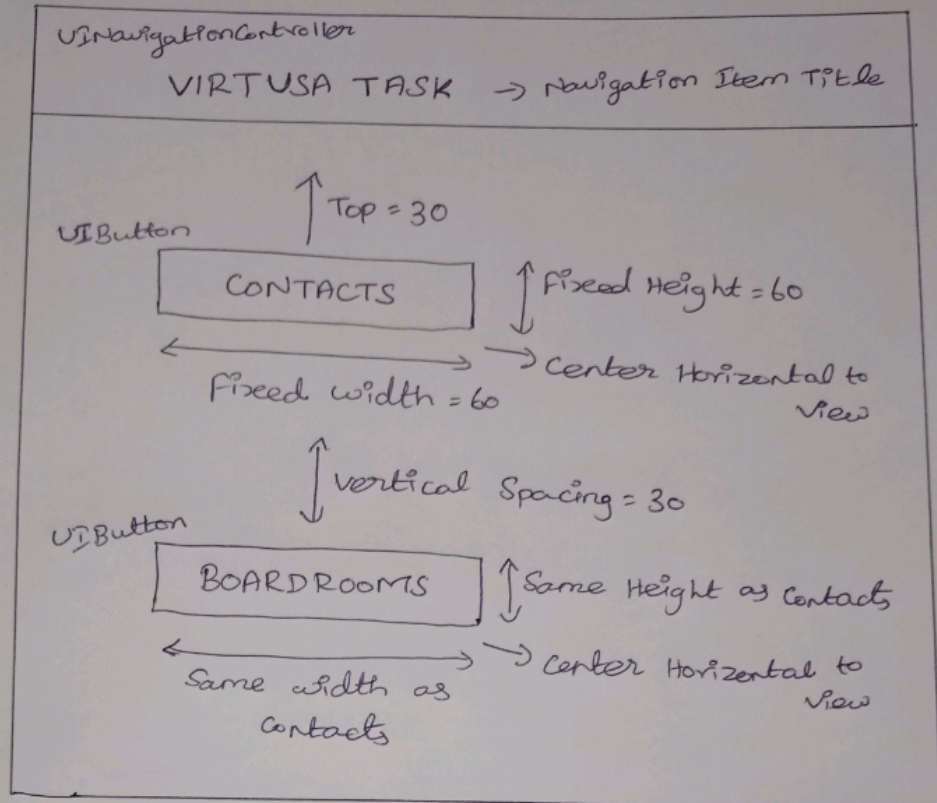 UINavigationController
VIRTUSA TASK → Navigation Item Title
Top = 30
UIButton
CONTACTS
Fixed Height = 60
Center Horizontal to
View
Fixed width = 60
Vertical Spacing = 30
UIButton
BOARDROOMS
Same Height as Contacts
Center Horizontal to
View
Same width as
Contacts